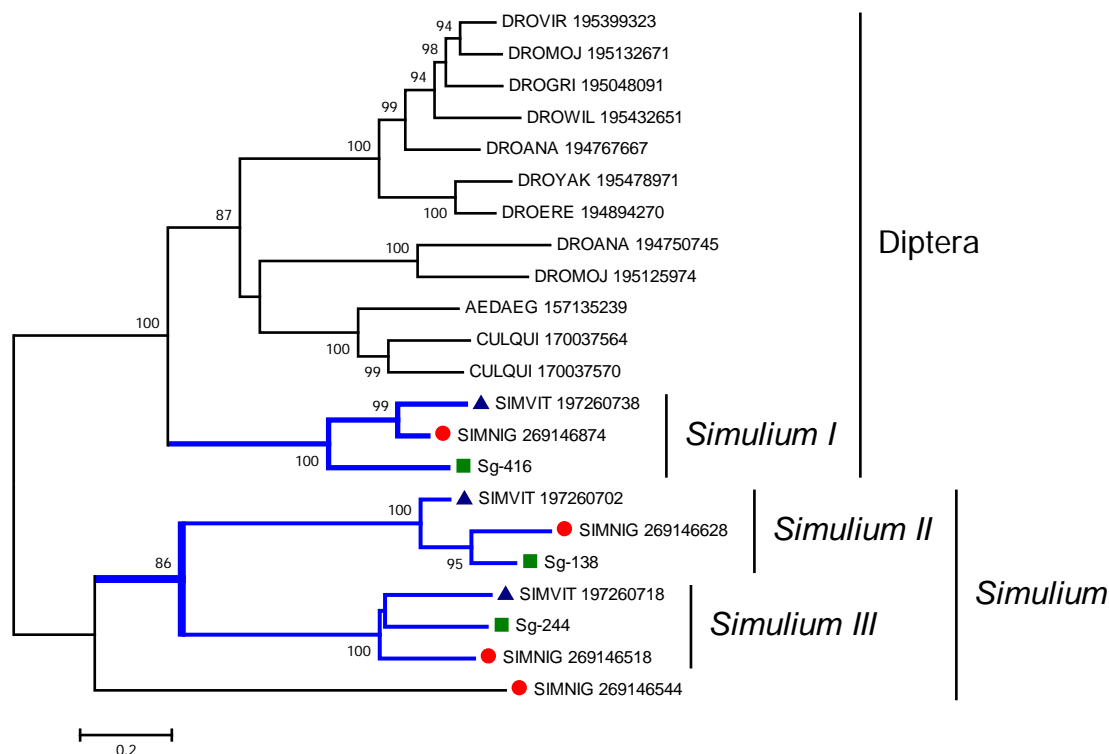 DROVIR 195399323
94
DROMOJ 195132671
98
DROGRI 195048091
94
DROWIL 195432651
99
DROANA 194767667
100
DROYAK 195478971
100
DROERE 194894270
87
DROANA 194750745
100
DROMOJ 195125974
Diptera
AEDAEG 157135239
100
CULQUI 170037564
99
CULQUI 170037570
100
SIMVIT 197260738
99
SIMNIG 269146874
Simulium I
100
Sg-416
SIMVIT 197260702
100
SIMNIG 269146628
Simulium II
95
Sg-138
86
SIMVIT 197260718
Simulium
Sg-244
Simulium III
100
SIMNIG 269146518
SIMNIG 269146544
0.2